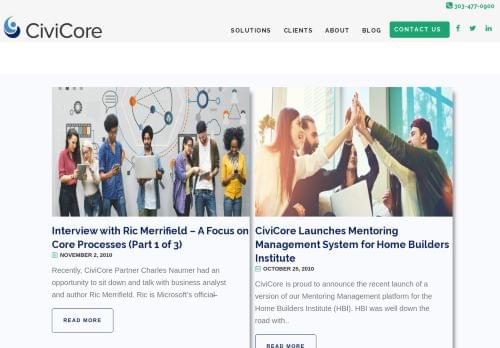 303-477-0900
CiviCore
SOLUTIONS CLIENTS ABOUT BLOG CONTACT US
Interview with Ric Merrifield – A Focus on
Core Processes (Part 1 of 3)
NOVEMBER 2, 2010
Recently, CiviCore Partner Charles Naumer had an
opportunity to sit down and talk with business analyst
and author Ric Merrifield. Ric is Microsoft's official
READ MORE
CiviCore Launches Mentoring
Management System for Home Builders
Institute
OCTOBER 25, 2010
CiviCore is proud to announce the recent launch of a
version of our Mentoring Management platform for the
Home Builders Institute (HBI). HBI was well down the
road with..
READ MORE